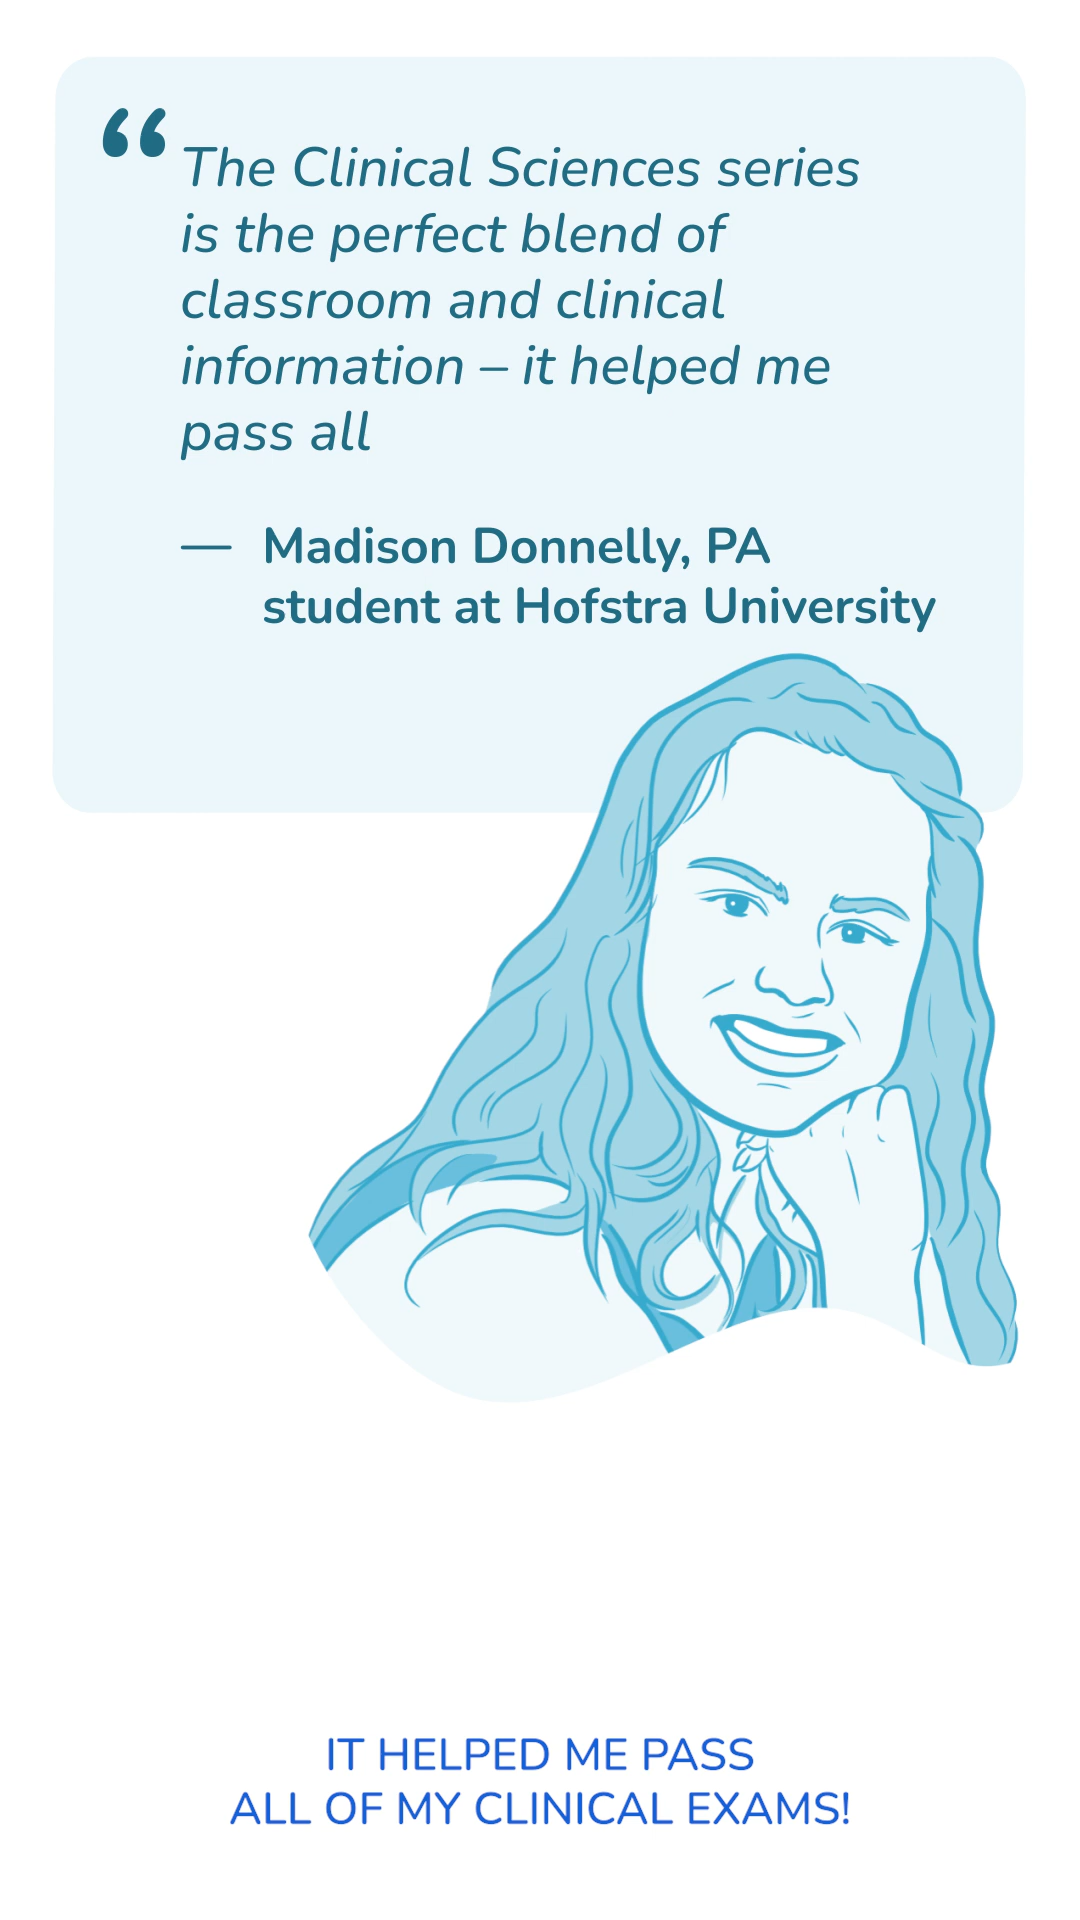 “The Clinical Sciences series
is the perfect blend of
classroom and clinical
information – it helped me
pass all
— Madison Donnelly, PA
student at Hofstra University
IT HELPED ME PASS
ALL OF MY CLINICAL EXAMS!